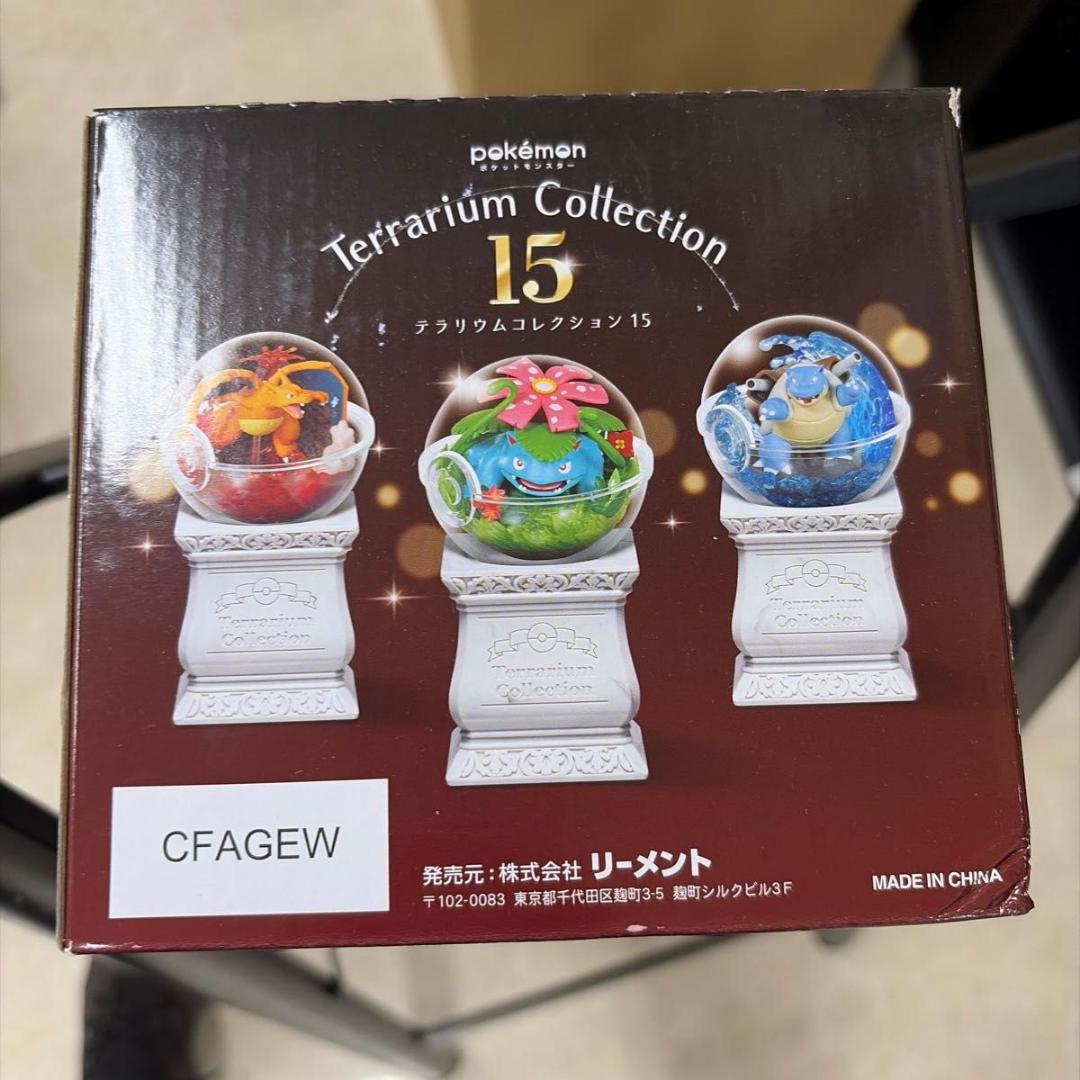 pokémon
ポケットモンスター
Terrarium Collection
15
テラリウムコレクション 15
Terrarium
Collection
Terrarium
Collection
Terrarium
Collection
CFAGEW
発売元:株式会社 リーメント
〒102-0083 東京都千代田区麹町3-5 麹町シルクビル3F
MADE IN CHINA